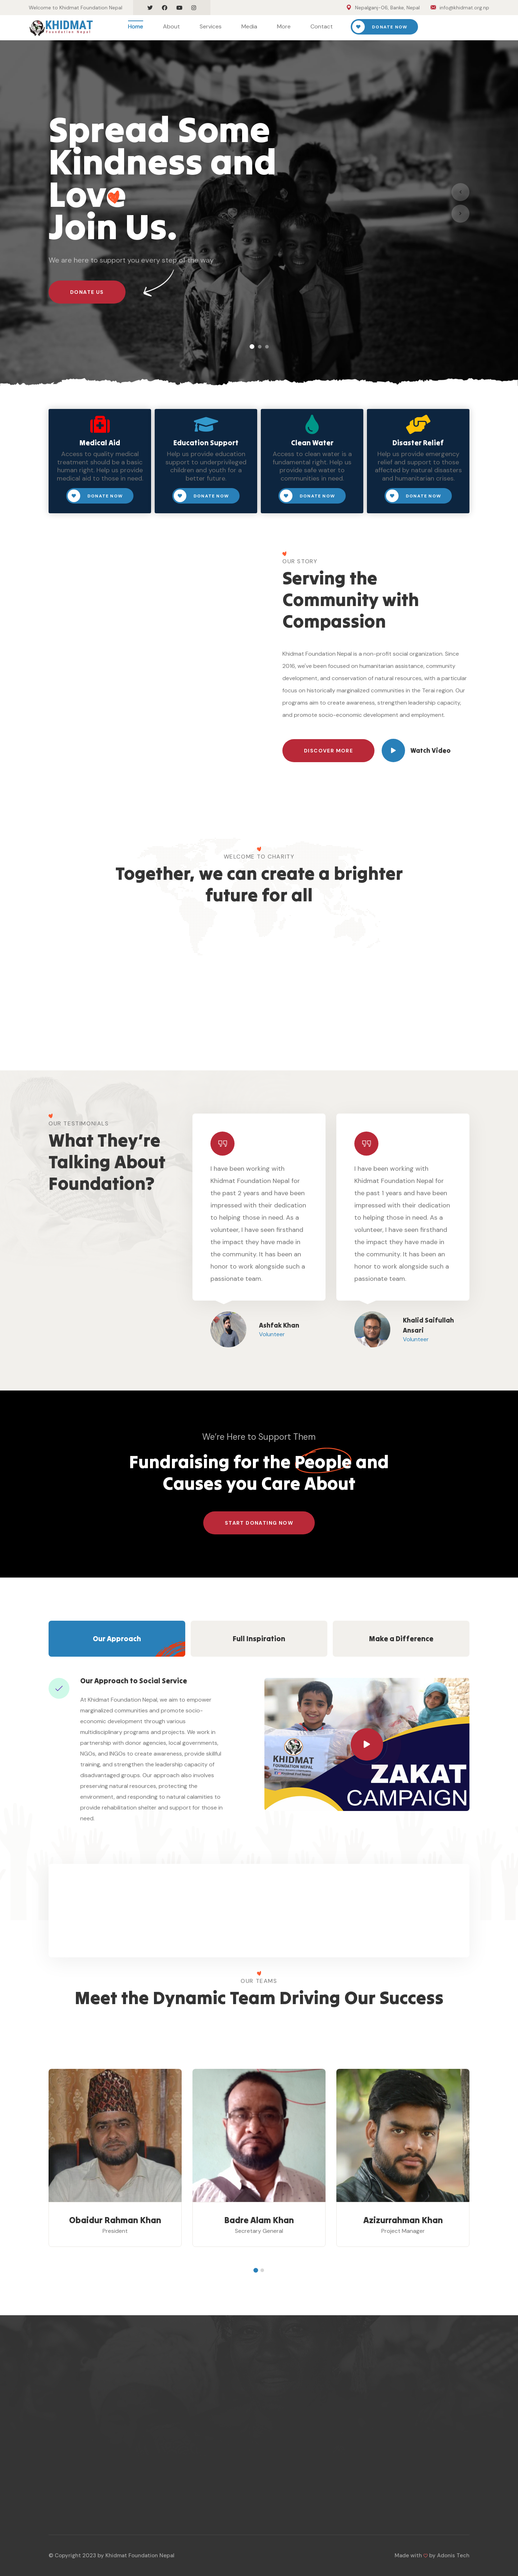 Welcome to Khidmat Foundation Nepal
Nepalganj-06, Banke, Nepal
info@khidmat.org.np
KHIDMAT
Foundation Nepal
Home
About
Services
Media
More
Contact
DONATE NOW
Spread Some
Kindness and
Love
Join Us.
We are here to support you every step of the way
DONATE US
Medical Aid
Access to quality medical
treatment should be a basic
human right. Help us provide
medical aid to those in need.
DONATE NOW
Education Support
Help us provide education
support to underprivileged
children and youth for a
better future.
DONATE NOW
Clean Water
Access to clean water is a
fundamental right. Help us
provide safe water to
communities in need.
DONATE NOW
Disaster Relief
Help us provide emergency
relief and support to those
affected by natural disasters
and humanitarian crises.
DONATE NOW
OUR STORY
Serving the
Community with
Compassion
Khidmat Foundation Nepal is a non-profit social organization. Since
2016, we've been focused on humanitarian assistance, community
development, and conservation of natural resources, with a particular
focus on historically marginalized communities in the Terai region. Our
programs aim to create awareness, strengthen leadership capacity,
and promote socio-economic development and employment.
DISCOVER MORE
Watch Video
WELCOME TO CHARITY
Together, we can create a brighter
future for all
OUR TESTIMONIALS
What They're
Talking About
Foundation?
I have been working with
Khidmat Foundation Nepal for
the past 2 years and have been
impressed with their dedication
to helping those in need. As a
volunteer, I have seen firsthand
the impact they have made in
the community. It has been an
honor to work alongside such a
passionate team.
Ashfak Khan
Volunteer
I have been working with
Khidmat Foundation Nepal for
the past 1 years and have been
impressed with their dedication
to helping those in need. As a
volunteer, I have seen firsthand
the impact they have made in
the community. It has been an
honor to work alongside such a
passionate team.
Khalid Saifullah
Ansari
Volunteer
We're Here to Support Them
Fundraising for the People and
Causes you Care About
START DONATING NOW
Our Approach
Full Inspiration
Make a Difference
Our Approach to Social Service
At Khidmat Foundation Nepal, we aim to empower
marginalized communities and promote socio-
economic development through various
multidisciplinary programs and projects. We work in
partnership with donor agencies, local governments,
NGOs, and INGOs to create awareness, provide skillful
training, and strengthen the leadership capacity of
disadvantaged groups. Our approach also involves
preserving natural resources, protecting the
environment, and responding to natural calamities to
provide rehabilitation shelter and support for those in
need.
KHIDMAT
FOUNDATION NEPAL
ZAKAT
CAMPAIGN
OUR TEAMS
Meet the Dynamic Team Driving Our Success
Obaidur Rahman Khan
President
Badre Alam Khan
Secretary General
Azizurrahman Khan
Project Manager
© Copyright 2023 by Khidmat Foundation Nepal
Made with by Adonis Tech